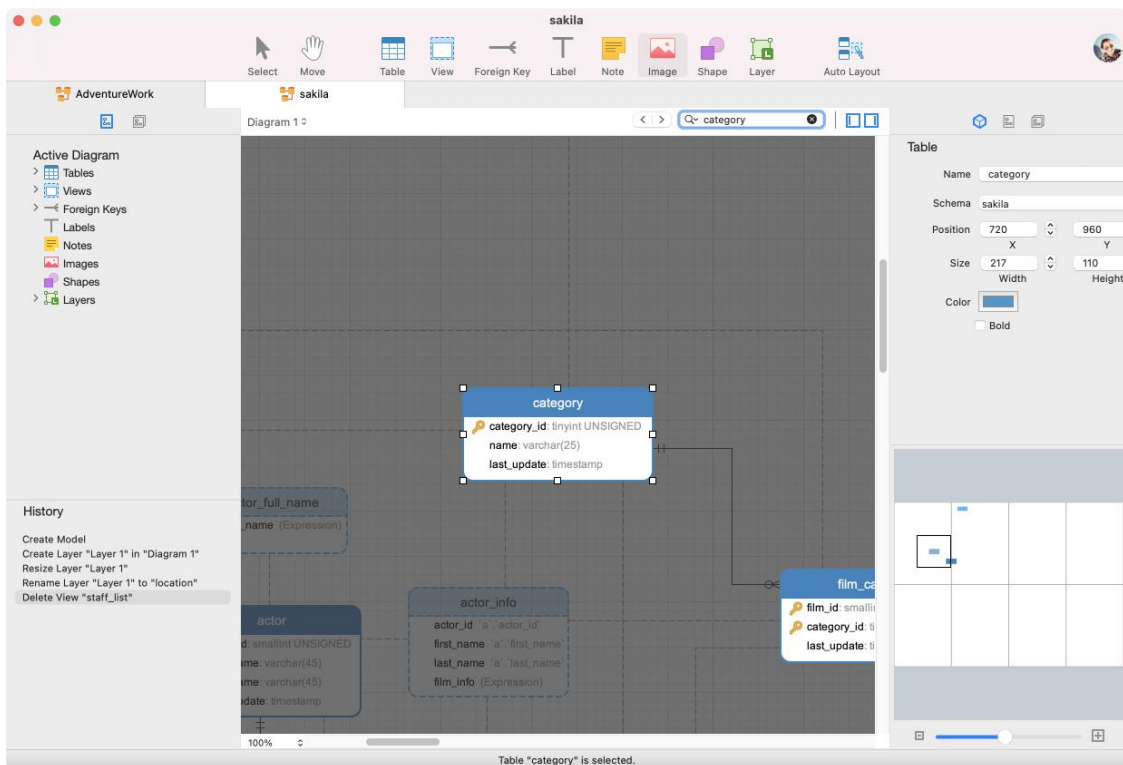 sakila
Select
Move
Table
View
Foreign Key
Label
Note
Image
Shape
Layer
Auto Layout
AdventureWork
sakila
Diagram 1
category
Active Diagram
Tables
Views
Foreign Keys
Labels
Notes
Images
Shapes
Layers
History
Create Model
Create Layer "Layer 1" in "Diagram 1"
Resize Layer "Layer 1"
Rename Layer "Layer 1" to "location"
Delete View "staff_list"
category
category_id: tinyint UNSIGNED
name: varchar(25)
last_update: timestamp
tor_full_name
_name (Expression)
actor
d: smallint UNSIGNED
ame: varchar(45)
ame: varchar(45)
pdate: timestamp
actor_info
actor_id `a`.`actor_id
first_name `a`.`first_name`
last_name `a`.`last_name`
film_info (Expression)
film_ca
film_id: smalli
category_id: ti
last_update: ti
100%
Table
Name category
Schema sakila
Position 720 960
X Y
Size 217 110
Width Height
Color
Bold
Table "category" is selected.